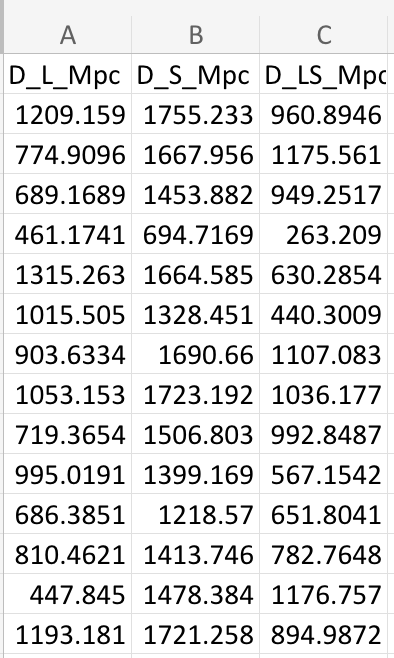 A B C
D_L_Mpc D_S_Mpc D_LS_Mpc
1209.159 1755.233 960.8946
774.9096 1667.956 1175.561
689.1689 1453.882 949.2517
461.1741 694.7169 263.209
1315.263 1664.585 630.2854
1015.505 1328.451 440.3009
903.6334 1690.66 1107.083
1053.153 1723.192 1036.177
719.3654 1506.803 992.8487
995.0191 1399.169 567.1542
686.3851 1218.57 651.8041
810.4621 1413.746 782.7648
447.845 1478.384 1176.757
1193.181 1721.258 894.9872